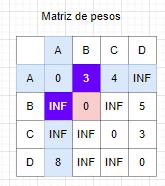 Matriz de pesos
A B C D
A 0 3 4 INF
B INF 0 INF 5
C INF INF 0 3
D 8 INF INF 0